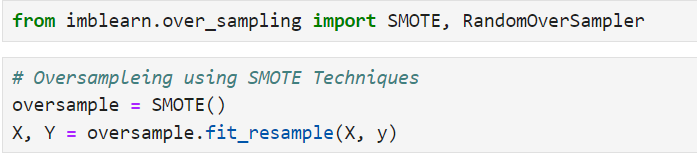 from imblearn.over_sampling import SMOTE, RandomOverSampler
# Oversampleing using SMOTE Techniques
oversample = SMOTE()
X, Y = oversample.fit_resample(X, y)